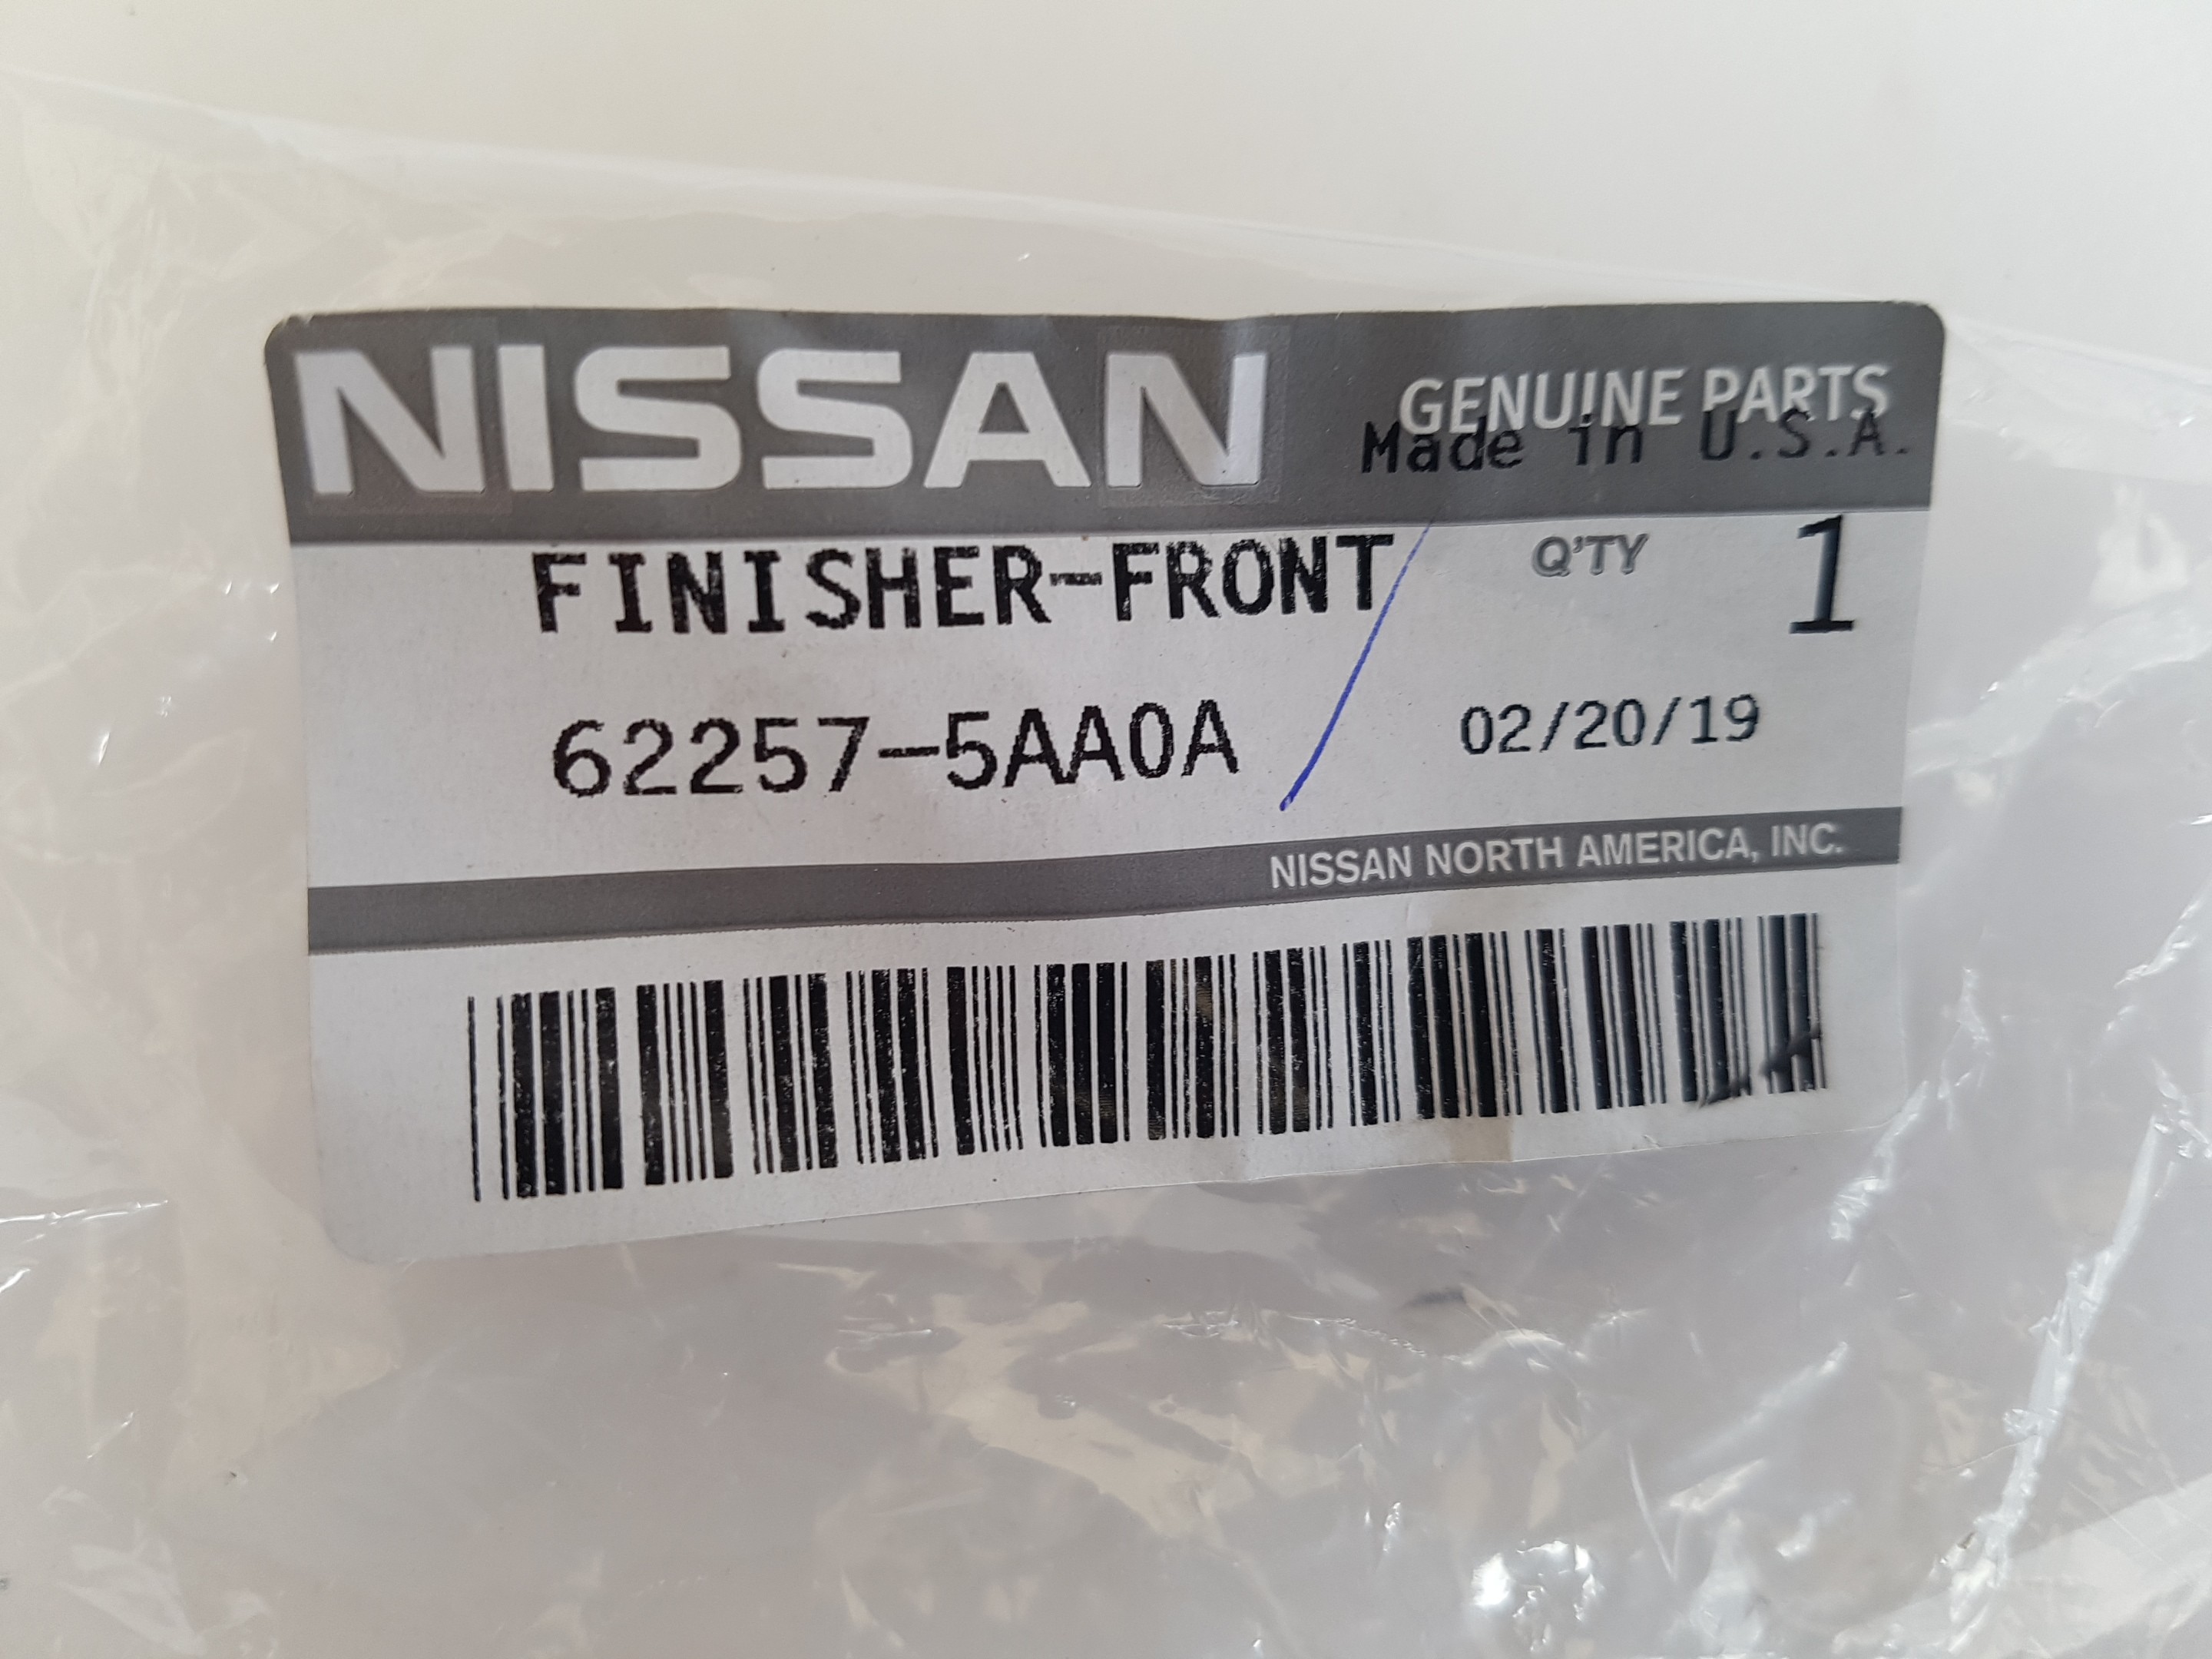 NISSAN
GENUINE PARTS
Made in U.S.A.
FINISHER-FRONT
Q'TY 1
62257-5AA0A
02/20/19
NISSAN NORTH AMERICA, INC.